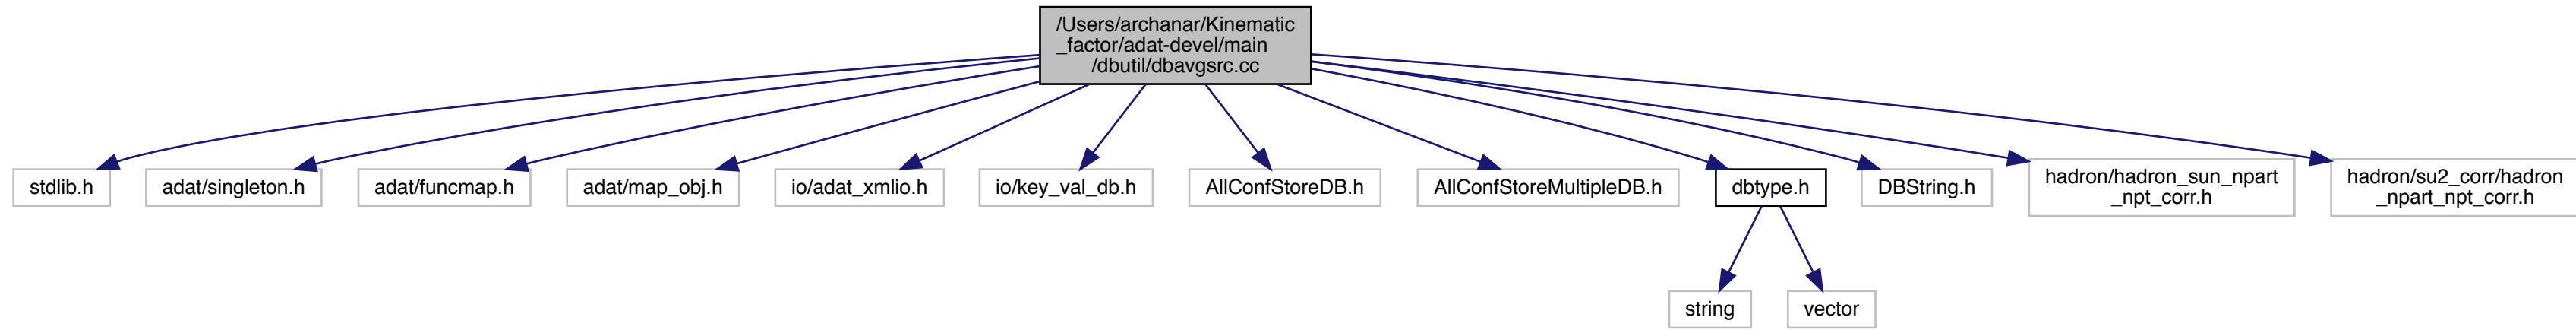 /Users/archanar/Kinematic
_factor/adat-devel/main
/dbutil/dbavgsrc.cc
stdlib.h
adat/singleton.h
adat/funcmap.h
adat/map_obj.h
io/adat_xmlio.h
io/key_val_db.h
AllConfStoreDB.h
AllConfStoreMultipleDB.h
dbtype.h
DBString.h
hadron/hadron_sun_npart
_npt_corr.h
hadron/su2_corr/hadron
_npart_npt_corr.h
string
vector